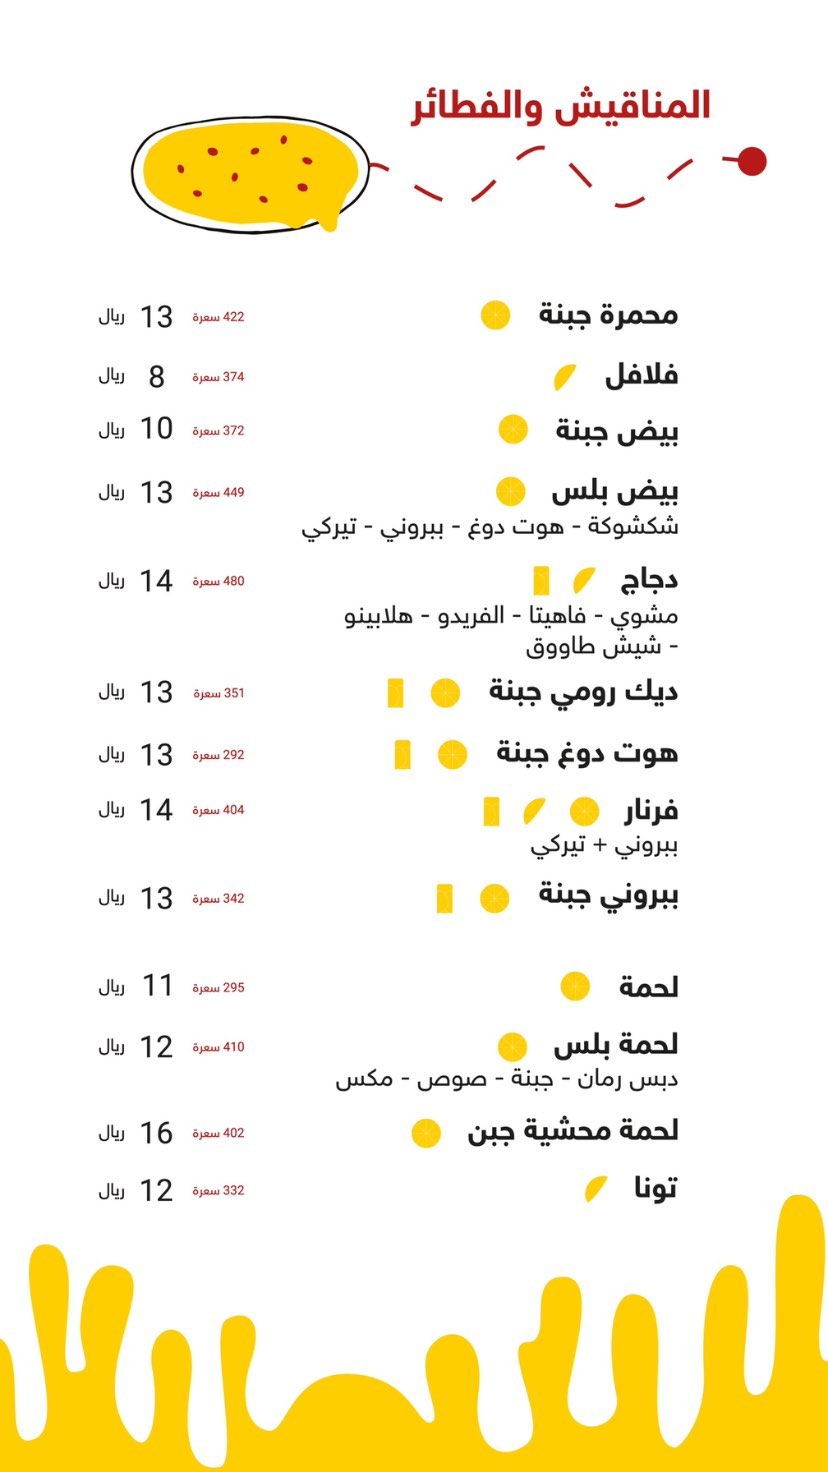 المناقيش والفطائر
محمرة جبنة 422 سعرة 13 ريال
فلافل 374 سعرة 8 ريال
بيض جبنة 372 سعرة 10 ريال
بيض بلس 449 سعرة 13 ريال
شكشوكة - هوت دوغ - ببروني - تيركي
دجاج 480 سعرة 14 ريال
مشوي - فاهيتا - الفريدو - هلابينو
- شيش طاووق
ديك رومي جبنة 351 سعرة 13 ريال
هوت دوغ جبنة 292 سعرة 13 ريال
فرنار 404 سعرة 14 ريال
ببروني + تيركي
ببروني جبنة 342 سعرة 13 ريال
لحمة 295 سعرة 11 ريال
لحمة بلس 410 سعرة 12 ريال
دبس رمان - جبنة - صوص - مكس
لحمة محشية جبن 402 سعرة 16 ريال
تونا 332 سعرة 12 ريال